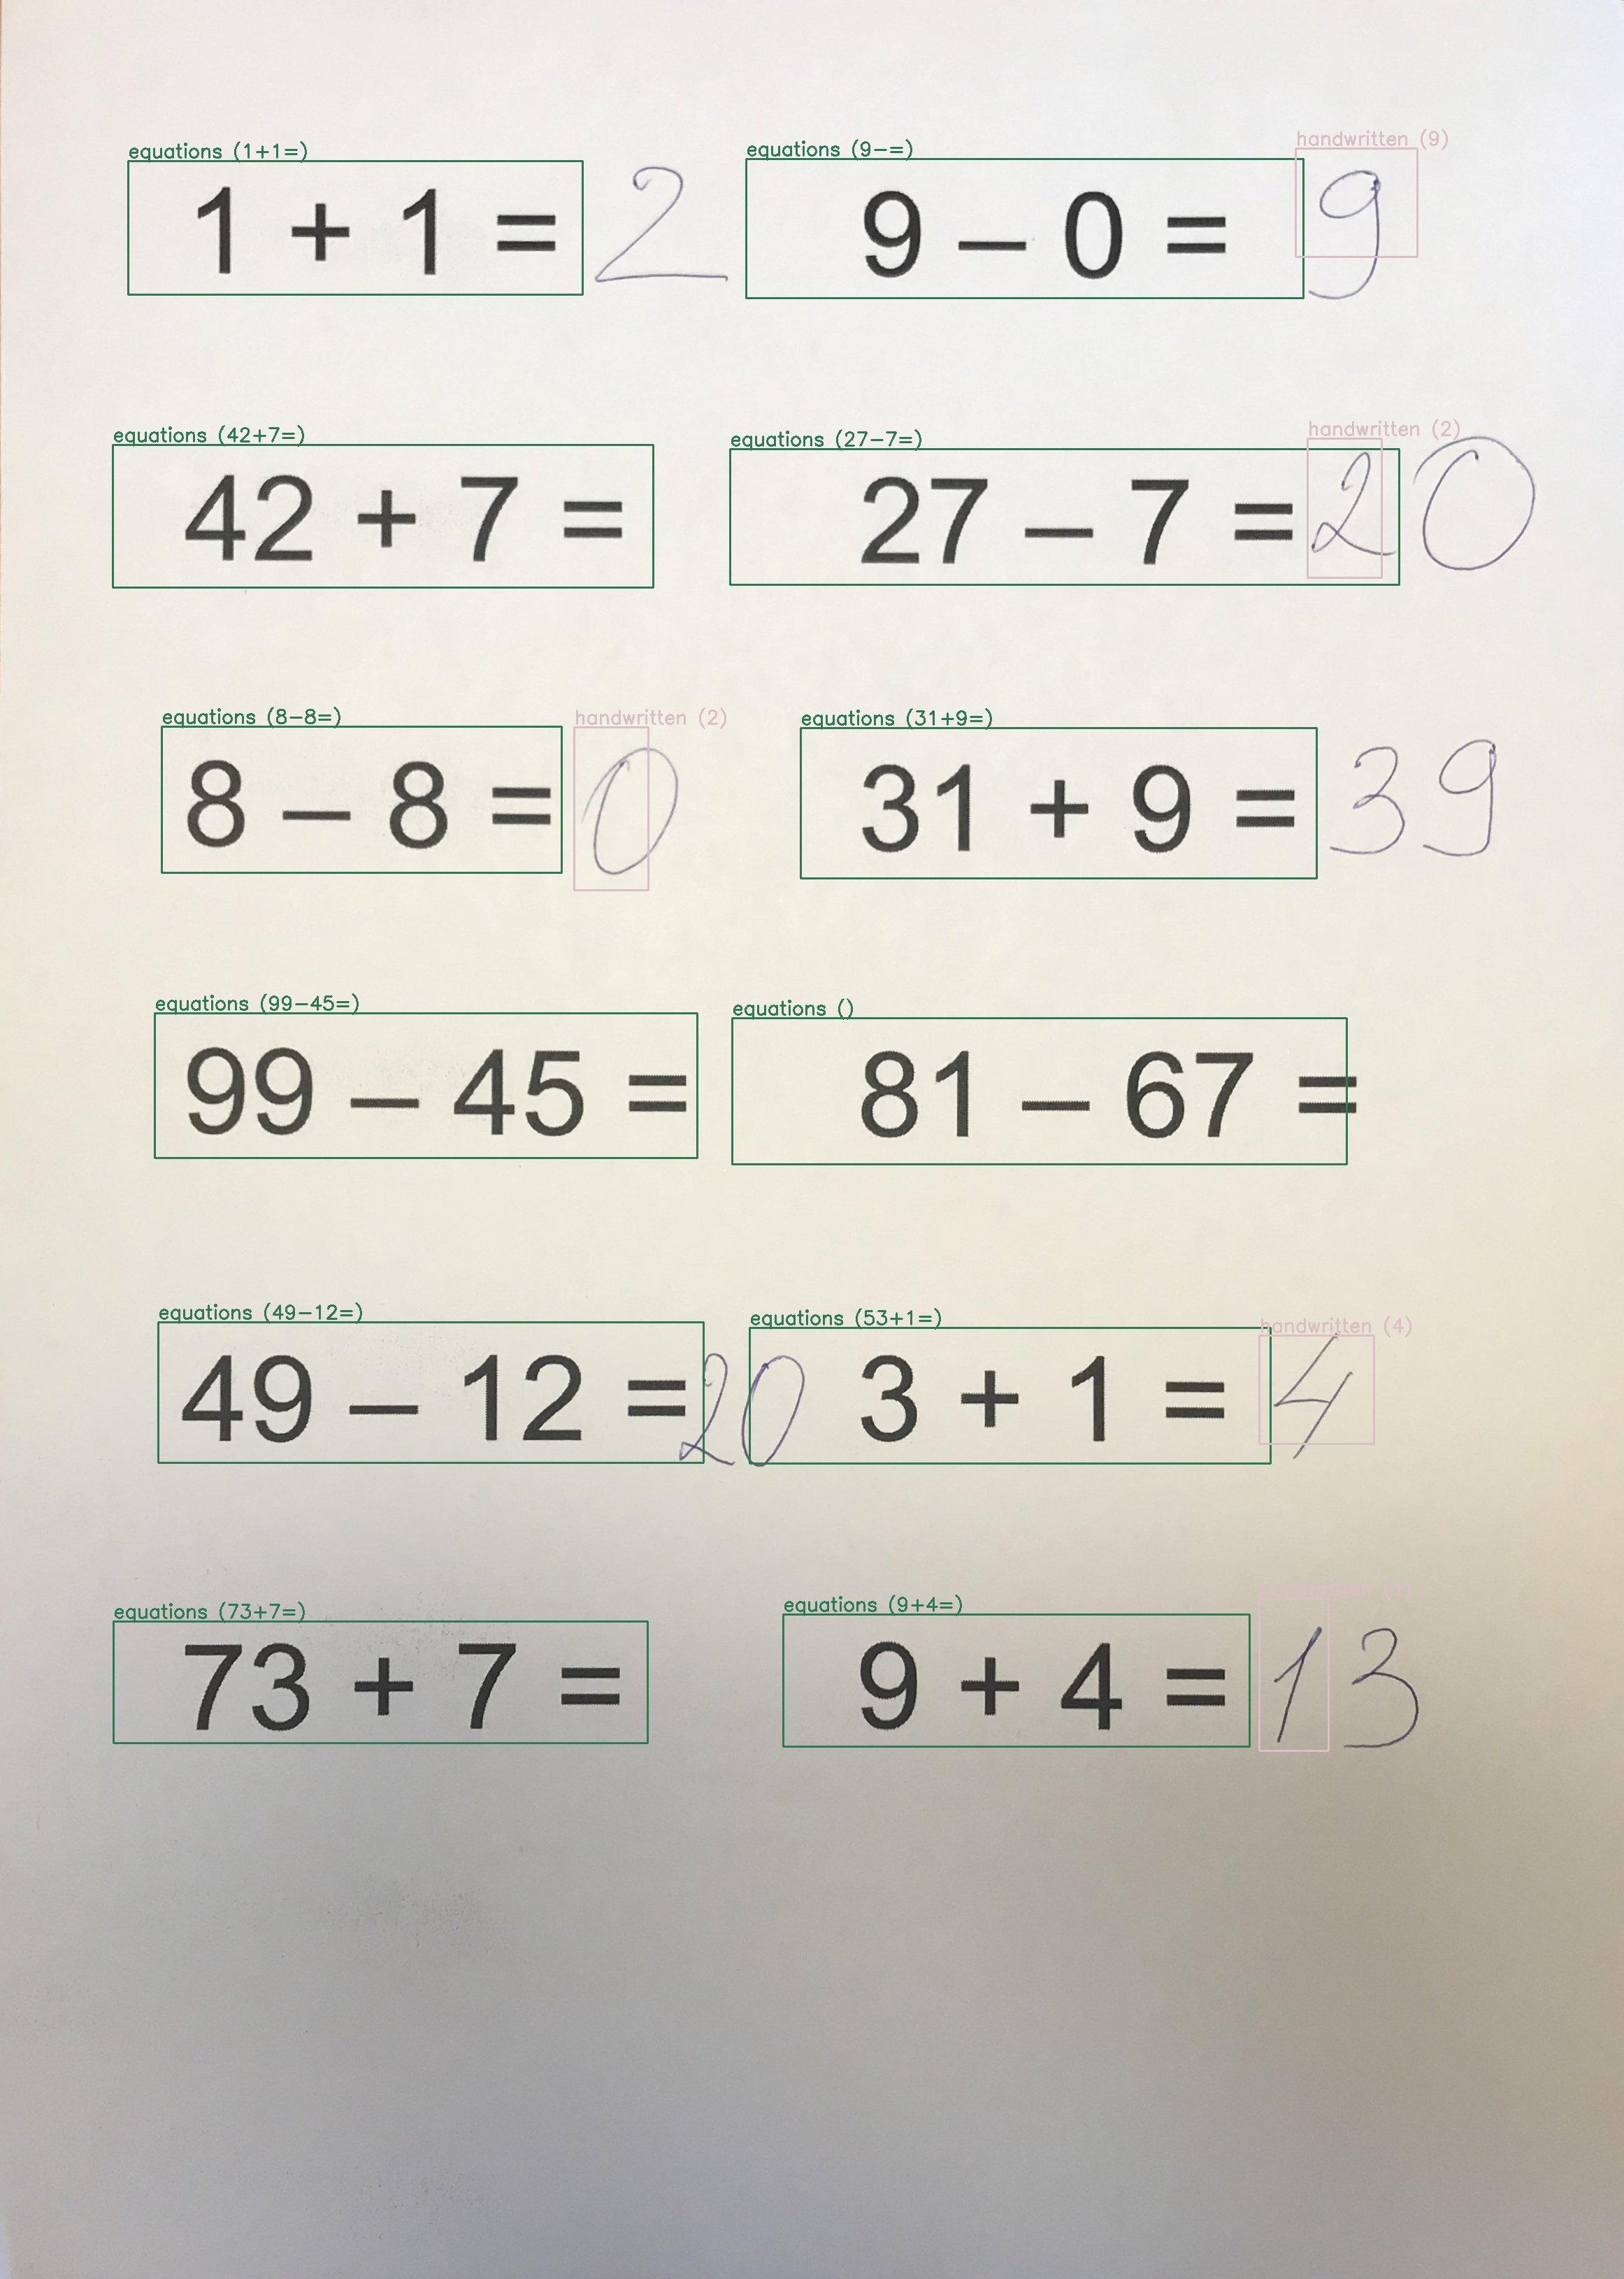 equations (1+1=) equations (9-=) handwritten (9)
1 + 1 = 2 9 – 0 = 9
equations (42+7=) equations (27-7=) handwritten (2)
42 + 7 = 27 – 7 = 20
equations (8-8=) handwritten (2) equations (31+9=)
8 – 8 = 0 31 + 9 = 39
equations (99-45=) equations ()
99 – 45 = 81 – 67 =
equations (49-12=) equations (53+1=) handwritten (4)
49 – 12 = 20 3 + 1 = 4
equations (73+7=) equations (9+4=)
73 + 7 = 9 + 4 = 13